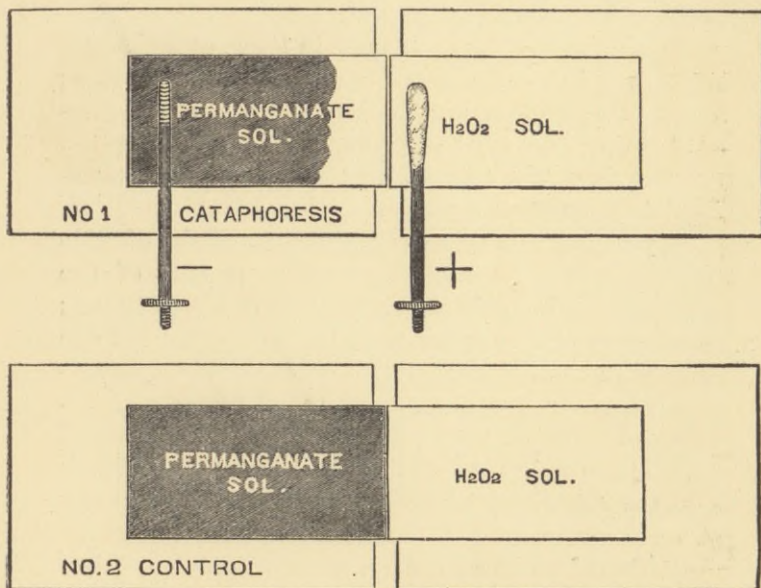 PERMANGANATE
SOL.
H₂O₂ SOL.
NO 1 CATAPHORESIS
− +
PERMANGANATE
SOL.
H₂O₂ SOL.
NO. 2 CONTROL